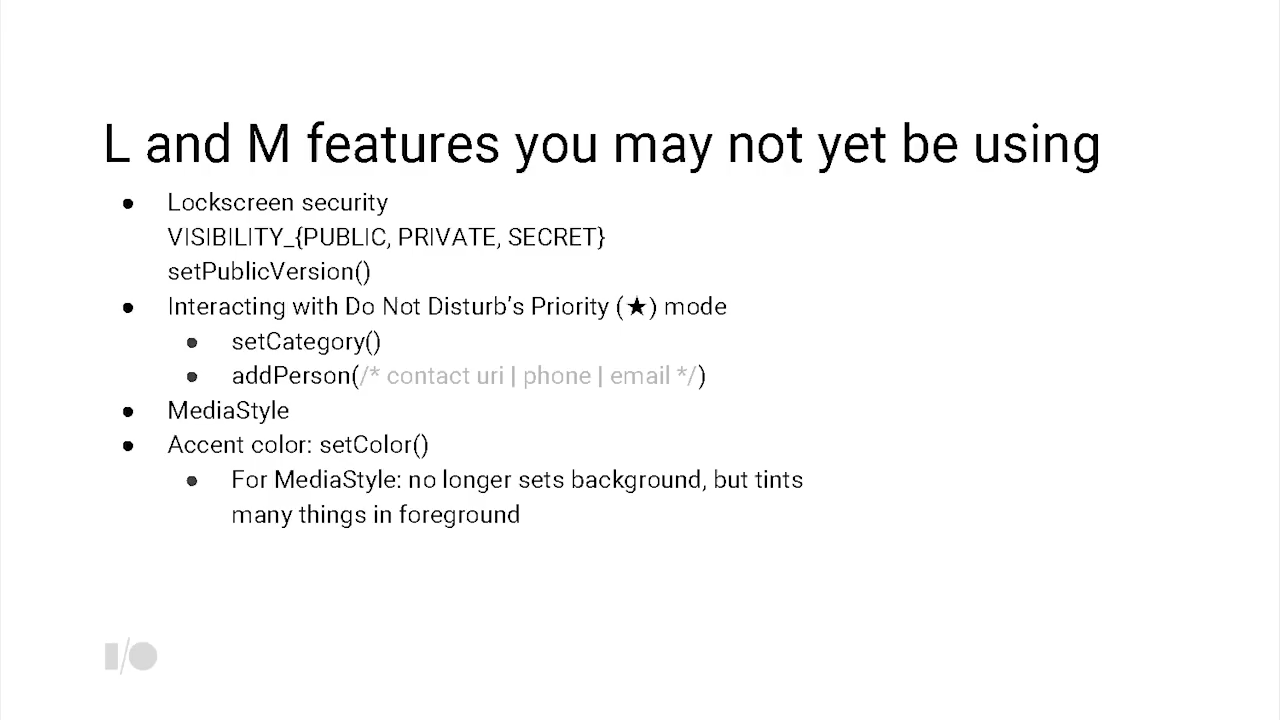 L and M features you may not yet be using
● Lockscreen security
VISIBILITY_{PUBLIC, PRIVATE, SECRET}
setPublicVersion()
● Interacting with Do Not Disturb’s Priority (★) mode
● setCategory()
● addPerson(/* contact uri | phone | email */)
● MediaStyle
● Accent color: setColor()
● For MediaStyle: no longer sets background, but tints
many things in foreground
I/O